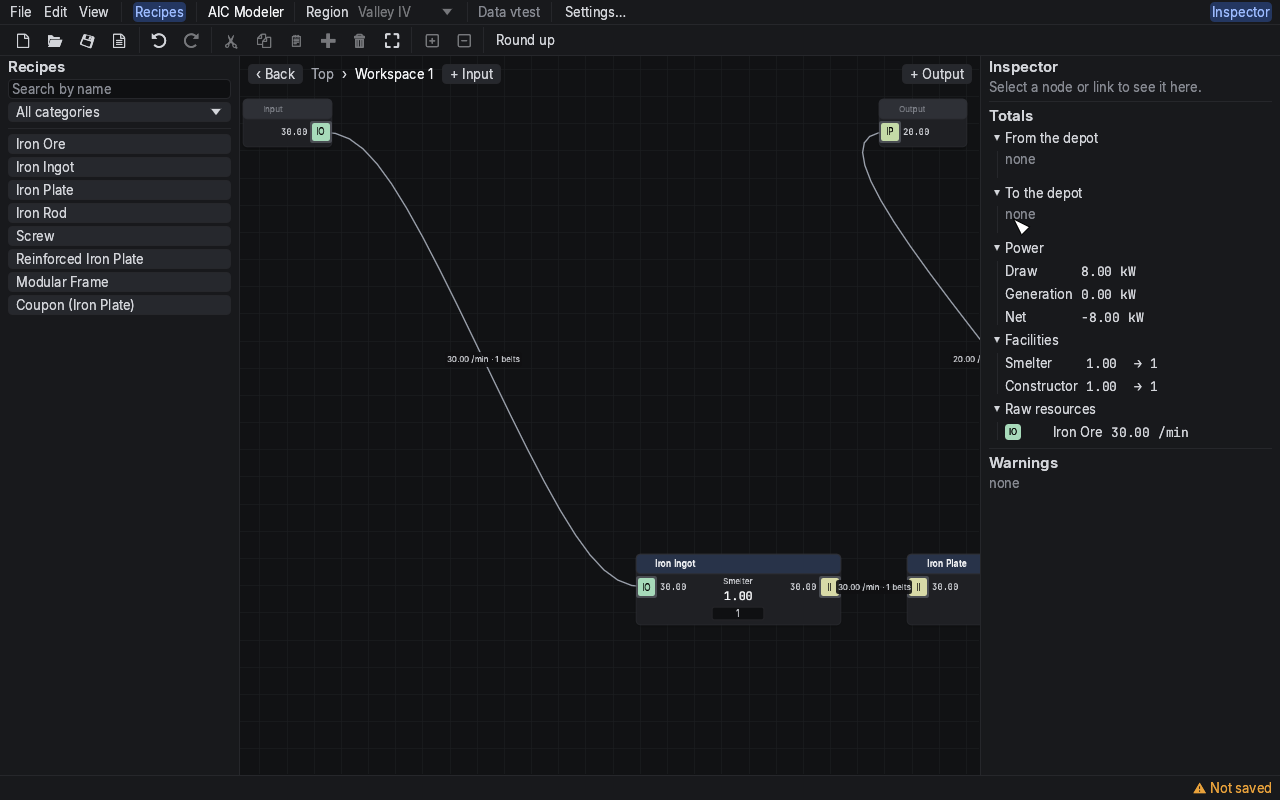 File Edit View Recipes AIC Modeler Region Valley IV Data vtest Settings... Inspector
Round up
Recipes
Search by name
All categories
Iron Ore
Iron Ingot
Iron Plate
Iron Rod
Screw
Reinforced Iron Plate
Modular Frame
Coupon (Iron Plate)
‹ Back Top › Workspace 1 + Input + Output
Input
30.00 IO
Output
IP 20.00
30.00 /min · 1 belts
20.00 /
Iron Ingot
IO 30.00 Smelter 30.00 II
1.00
1
30.00 /min · 1 belts
Iron Plate
II 30.00
Inspector
Select a node or link to see it here.
Totals
From the depot
none
To the depot
none
Power
Draw 8.00 kW
Generation 0.00 kW
Net -8.00 kW
Facilities
Smelter 1.00 → 1
Constructor 1.00 → 1
Raw resources
IO Iron Ore 30.00 /min
Warnings
none
Not saved